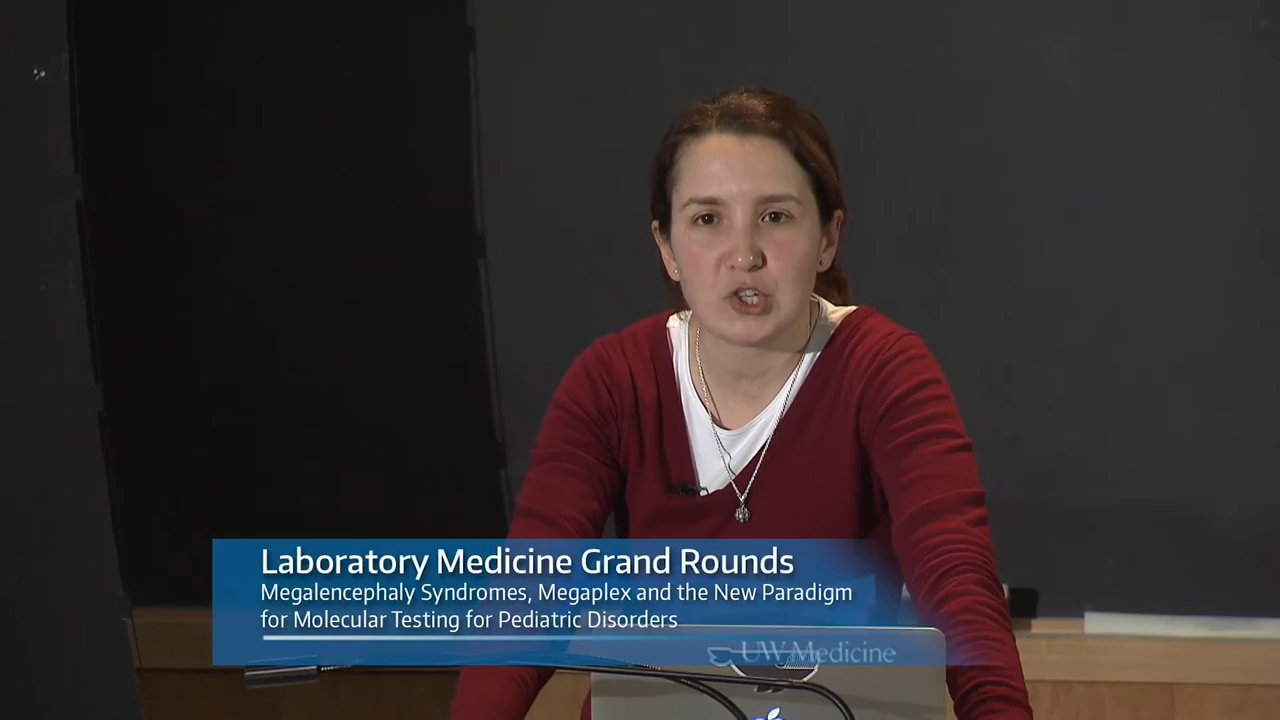 Laboratory Medicine Grand Rounds
Megalencephaly Syndromes, Megaplex and the New Paradigm
for Molecular Testing for Pediatric Disorders
UW Medicine